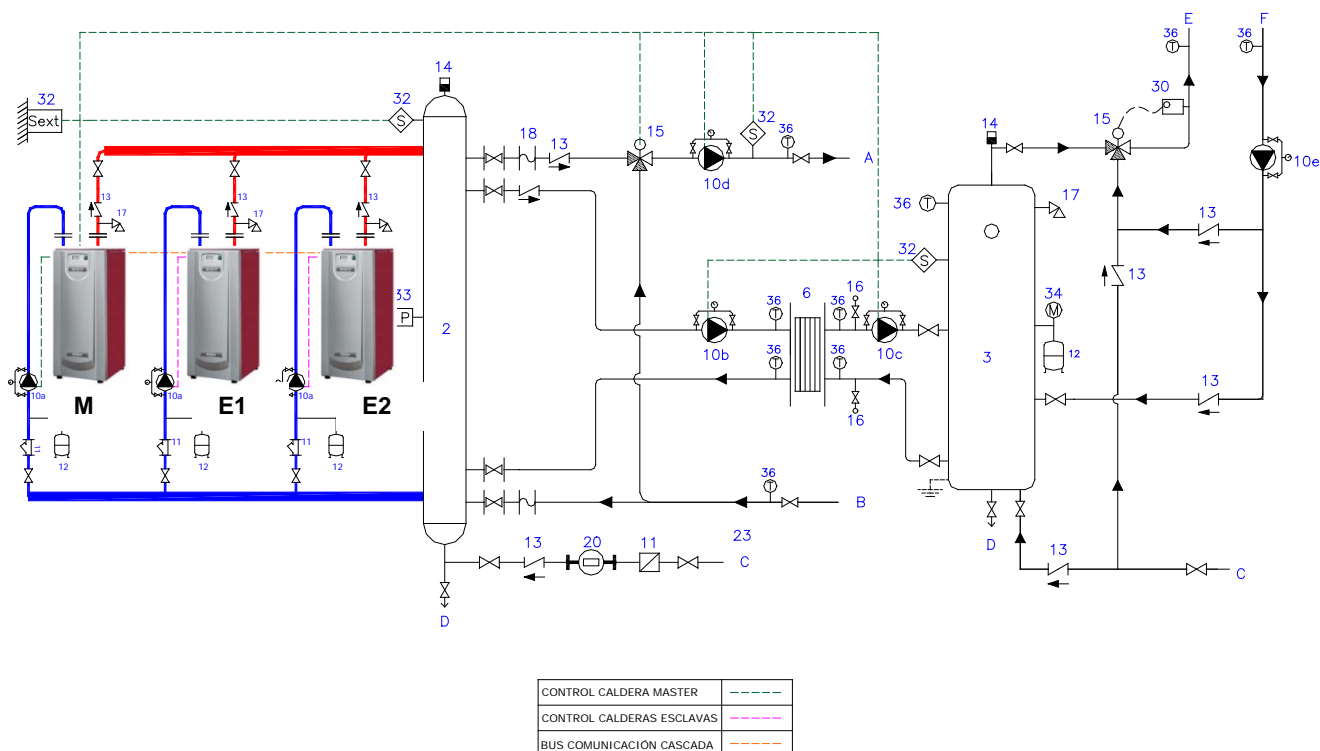 E F
36 36
14 32 32 30
Sext S S
18 13 15 32 36 14 15
T A 10d 10e
13 17 13 17 13
36 T 17 13
32 S
33 P 2 6 16 34 M
36 36
10b 10c 3 12
36 36
13
10a 10a 10a
M E1 E2
16
11 11 11
12 12 12
36 T
B
13 20 11 23 C
D
D 13 C
CONTROL CALDERA MASTER
CONTROL CALDERAS ESCLAVAS
BUS COMUNICACIÓN CASCADA